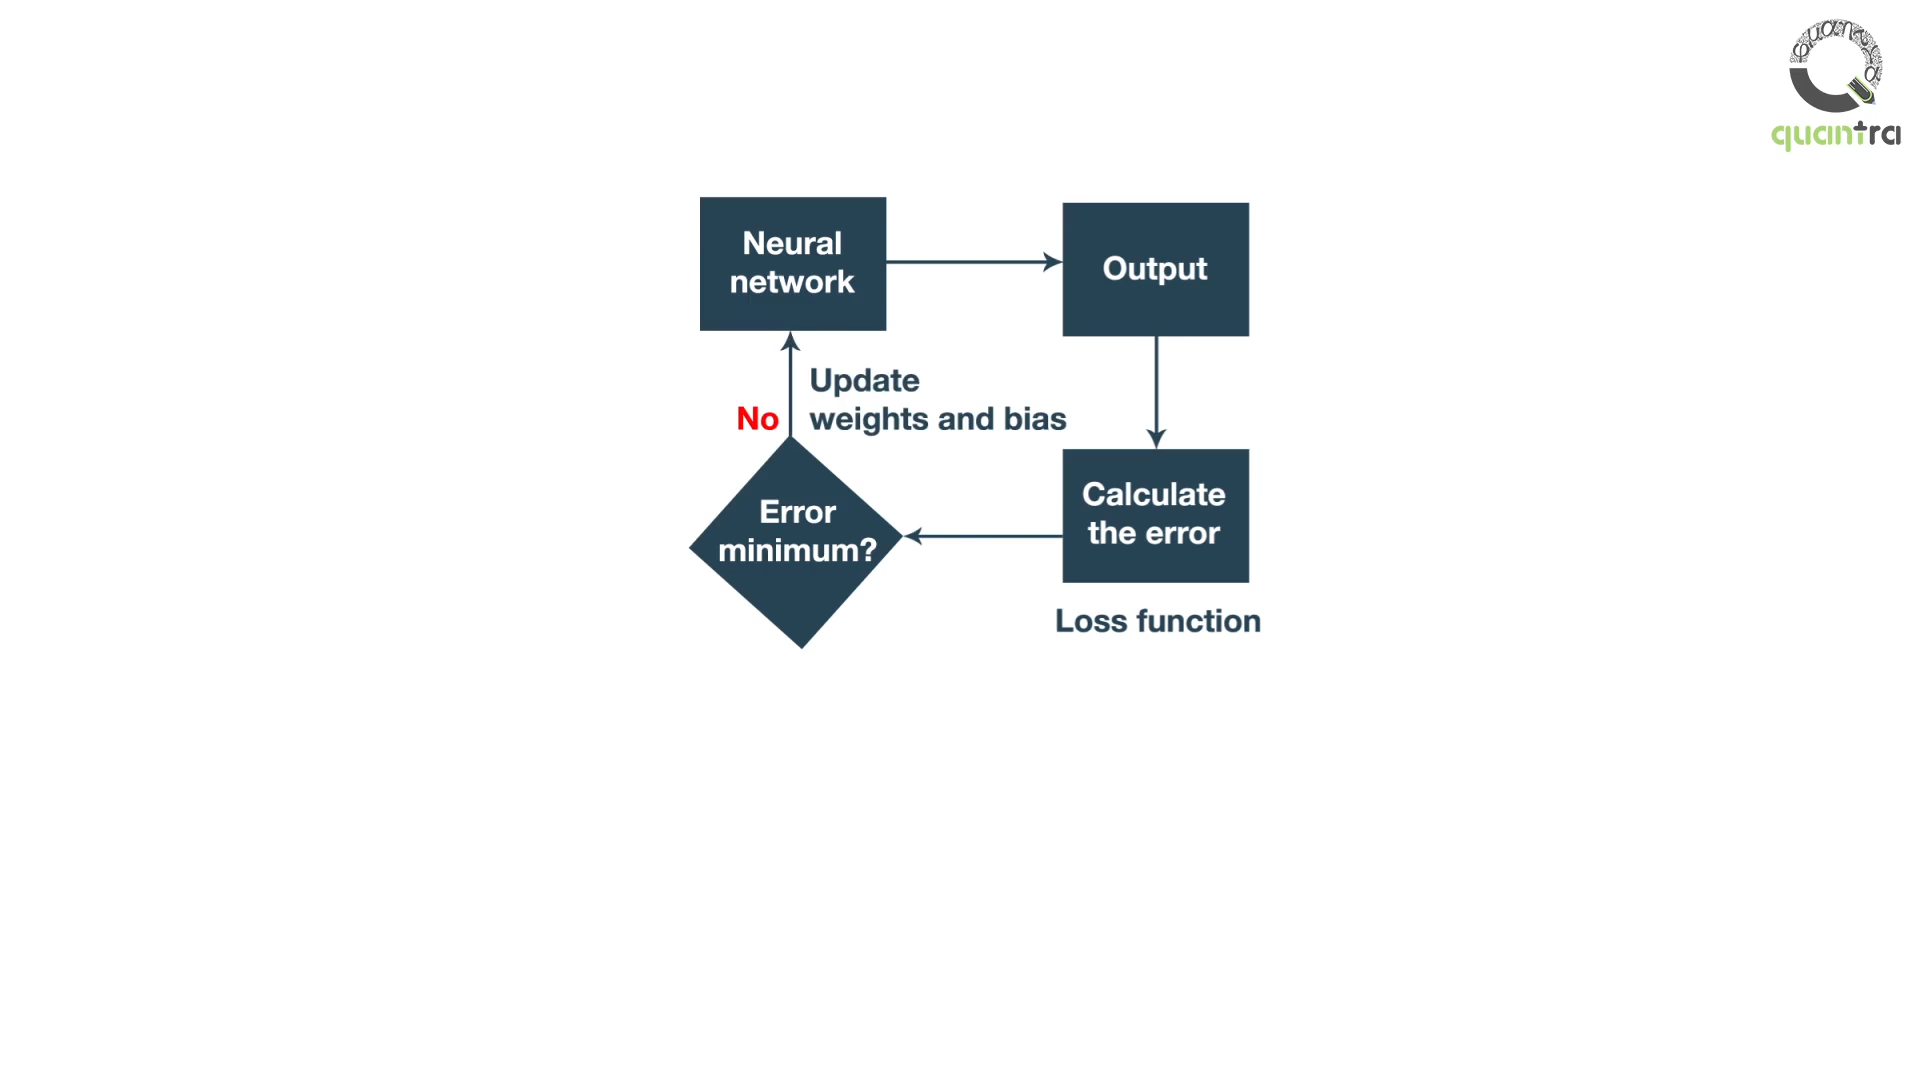 quantra
Neural
network
Output
Update
No
weights and bias
Error
minimum?
Calculate
the error
Loss function